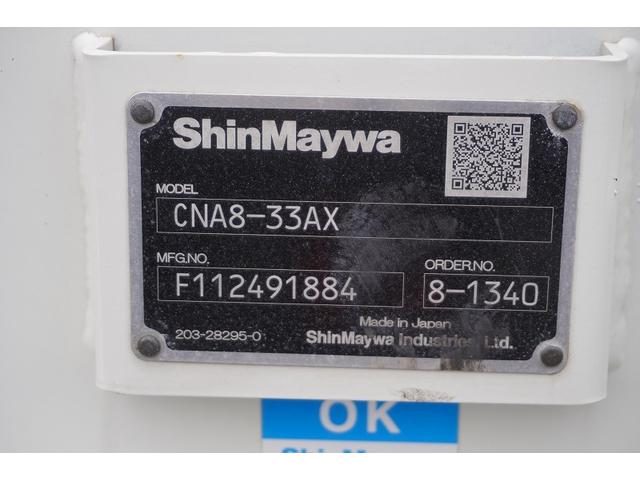 ShinMaywa
MODEL
CNA8-33AX
MFG.NO.
ORDER.NO.
F112491884
8-1340
Made in Japan
203-28295-0
ShinMaywa Industries, Ltd.
OK